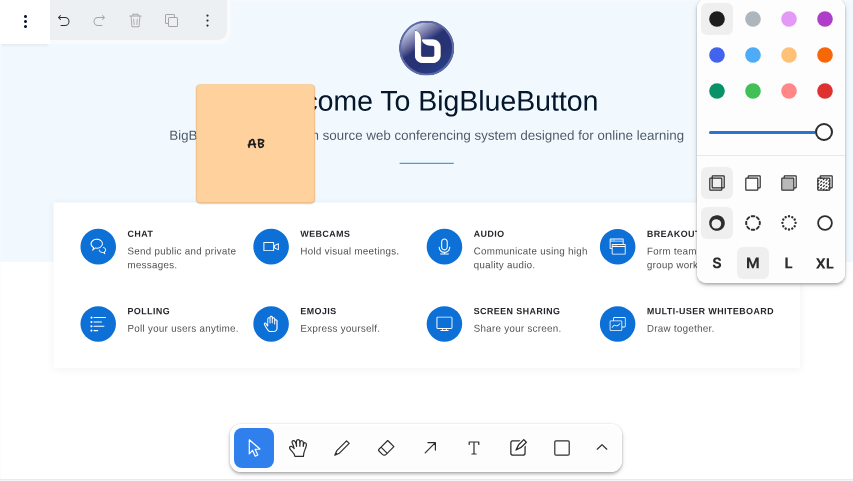 come To BigBlueButton
BigB
n source web conferencing system designed for online learning
AB
CHAT
Send public and private
messages.
WEBCAMS
Hold visual meetings.
AUDIO
Communicate using high
quality audio.
BREAKOUT
Form team
group work
POLLING
Poll your users anytime.
EMOJIS
Express yourself.
SCREEN SHARING
Share your screen.
MULTI-USER WHITEBOARD
Draw together.
S M L XL
T